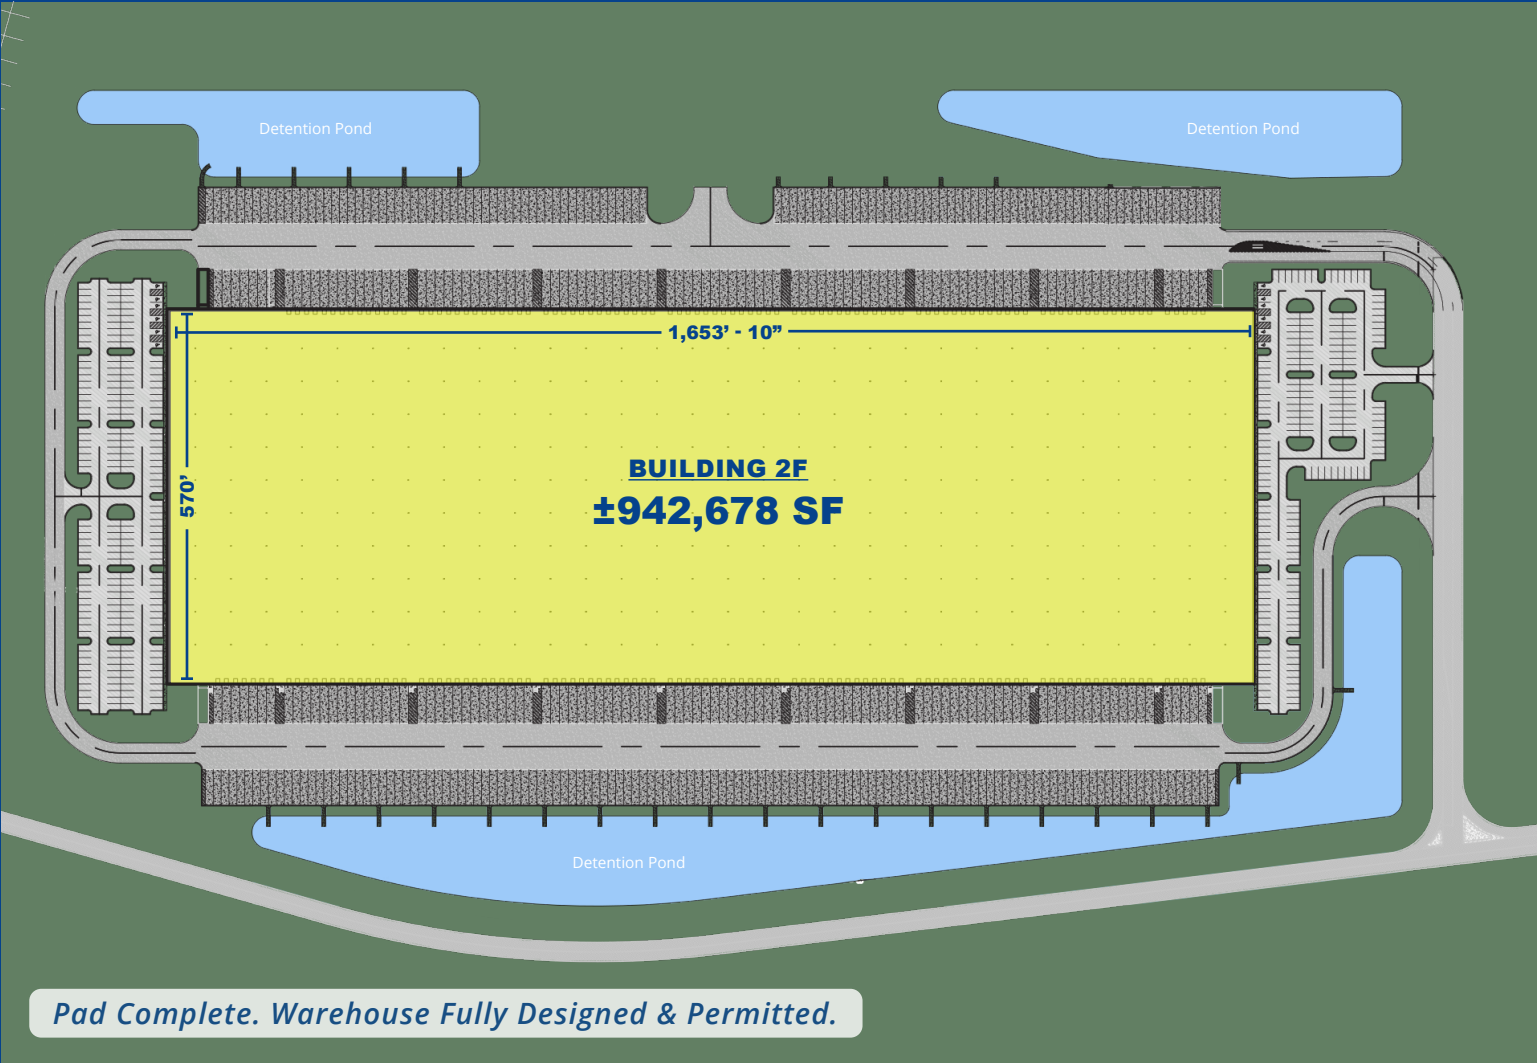 Detention Pond
Detention Pond
1,653’ - 10”
570’
BUILDING 2F
±942,678 SF
Detention Pond
Pad Complete. Warehouse Fully Designed & Permitted.